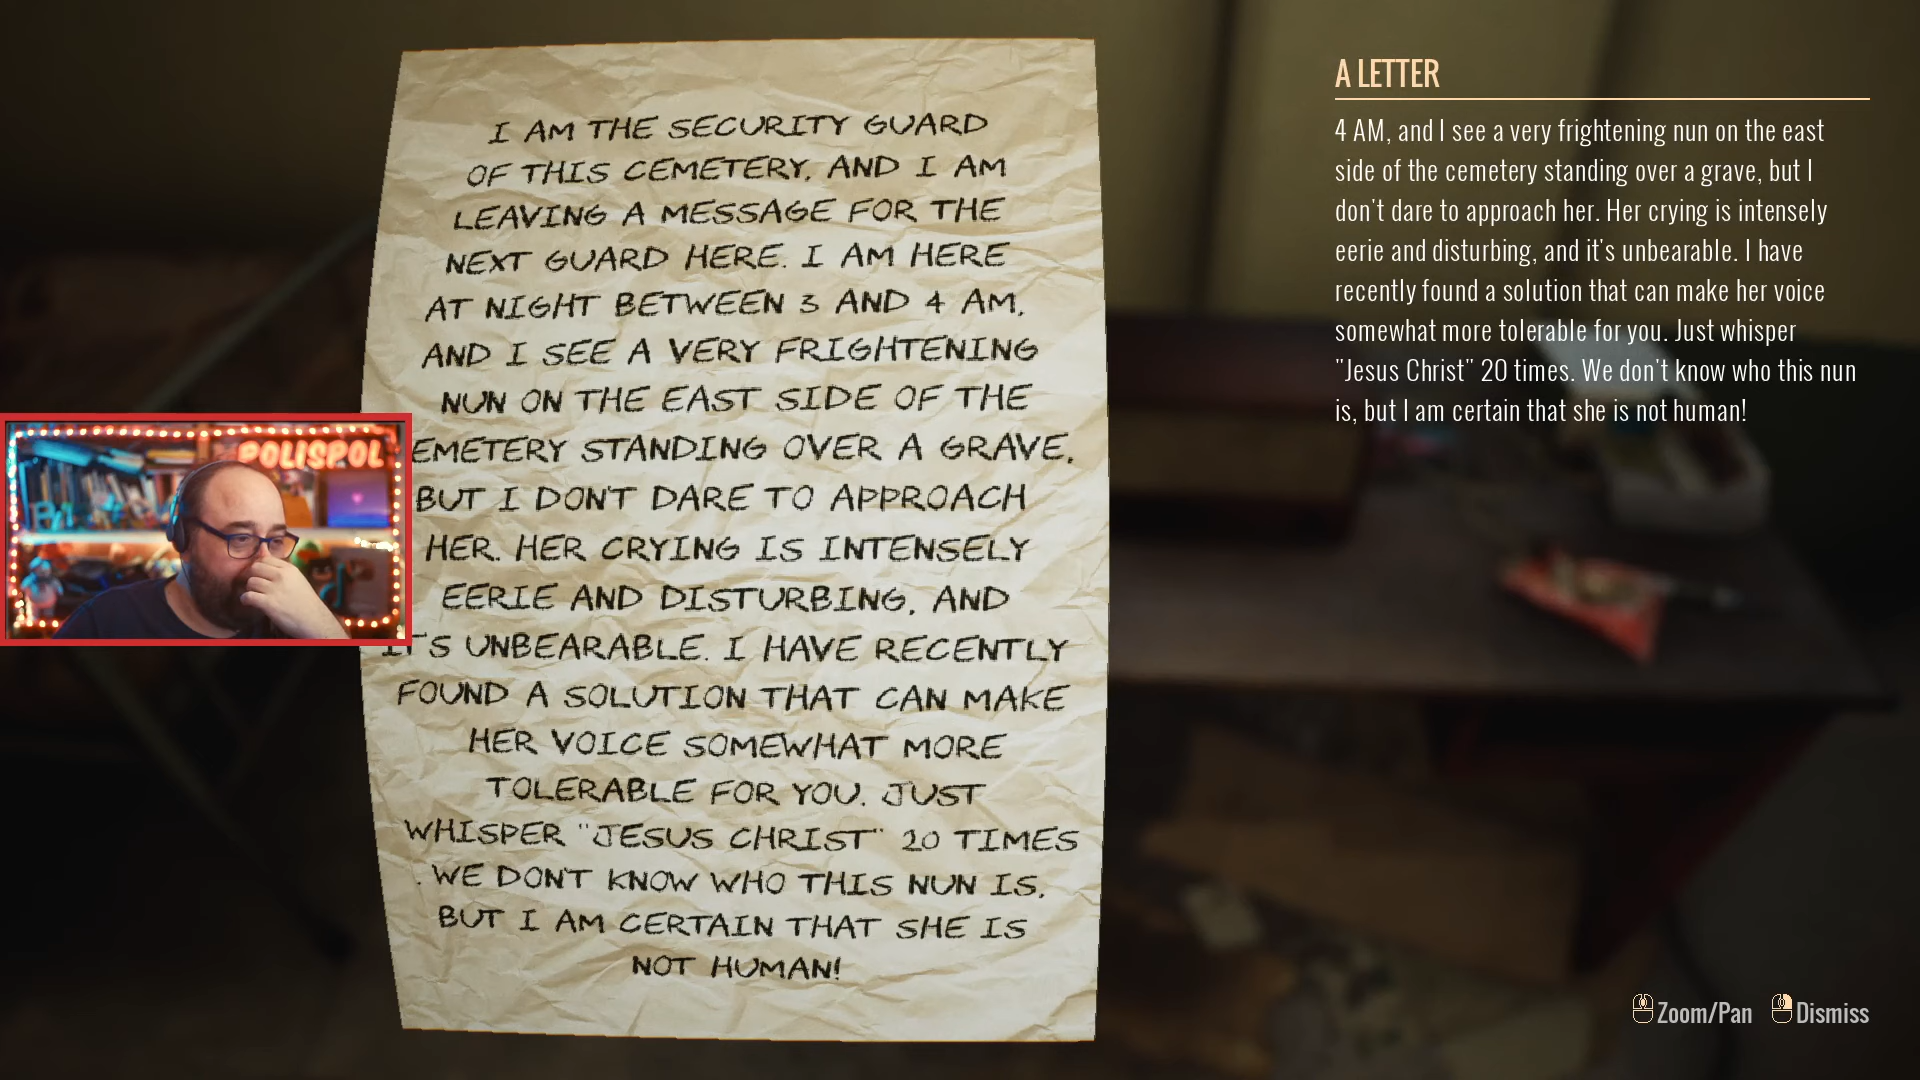 I AM THE SECURITY GUARD
OF THIS CEMETERY, AND I AM
LEAVING A MESSAGE FOR THE
NEXT GUARD HERE. I AM HERE
AT NIGHT BETWEEN 3 AND 4 AM,
AND I SEE A VERY FRIGHTENING
NUN ON THE EAST SIDE OF THE
EMETERY STANDING OVER A GRAVE,
BUT I DON'T DARE TO APPROACH
HER. HER CRYING IS INTENSELY
EERIE AND DISTURBING, AND
IT'S UNBEARABLE. I HAVE RECENTLY
FOUND A SOLUTION THAT CAN MAKE
HER VOICE SOMEWHAT MORE
TOLERABLE FOR YOU. JUST
WHISPER "JESUS CHRIST" 20 TIMES
. WE DON'T KNOW WHO THIS NUN IS,
BUT I AM CERTAIN THAT SHE IS
NOT HUMAN!
POLISPOL
A LETTER
4 AM, and I see a very frightening nun on the east
side of the cemetery standing over a grave, but I
don't dare to approach her. Her crying is intensely
eerie and disturbing, and it's unbearable. I have
recently found a solution that can make her voice
somewhat more tolerable for you. Just whisper
"Jesus Christ" 20 times. We don't know who this nun
is, but I am certain that she is not human!
Zoom/Pan Dismiss